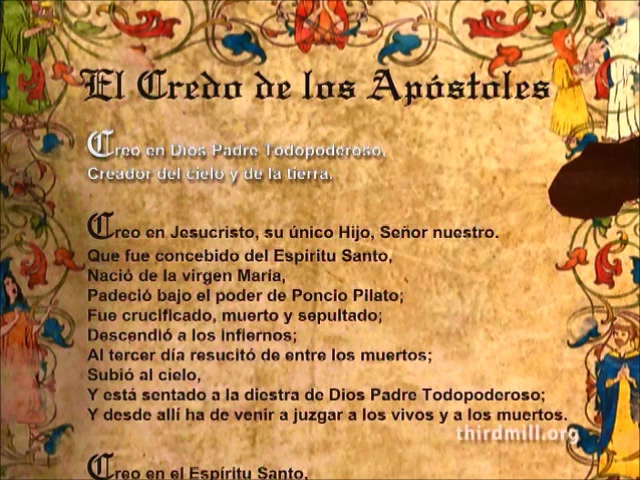 El Credo de los Apóstoles
Creo en Dios Padre Todopoderoso,
Creador del cielo y de la tierra.
Creo en Jesucristo, su único Hijo, Señor nuestro.
Que fue concebido del Espíritu Santo,
Nació de la virgen Maria,
Padeció bajo el poder de Poncio Pilato;
Fue crucificado, muerto y sepultado;
Descendió a los infiernos;
Al tercer día resucitó de entre los muertos;
Subió al cielo,
Y está sentado a la diestra de Dios Padre Todopoderoso;
Y desde allí ha de venir a juzgar a los vivos y a los muertos.
thirdmill.org
Creo en el Espíritu Santo,